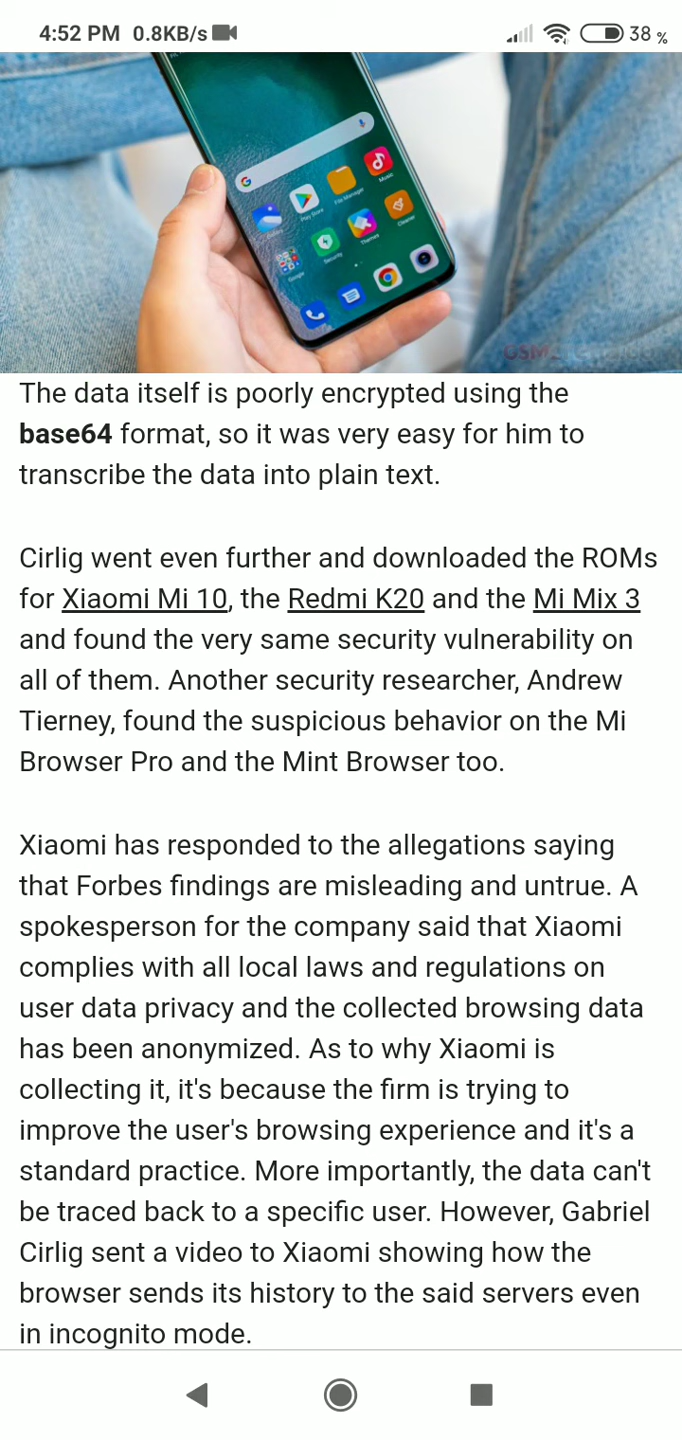 4:52 PM 0.8KB/s
38 %
Play Store
File Manager
Music
Google
Security
Themes
Cleaner
The data itself is poorly encrypted using the
base64 format, so it was very easy for him to
transcribe the data into plain text.
Cirlig went even further and downloaded the ROMs
for Xiaomi Mi 10, the Redmi K20 and the Mi Mix 3
and found the very same security vulnerability on
all of them. Another security researcher, Andrew
Tierney, found the suspicious behavior on the Mi
Browser Pro and the Mint Browser too.
Xiaomi has responded to the allegations saying
that Forbes findings are misleading and untrue. A
spokesperson for the company said that Xiaomi
complies with all local laws and regulations on
user data privacy and the collected browsing data
has been anonymized. As to why Xiaomi is
collecting it, it's because the firm is trying to
improve the user's browsing experience and it's a
standard practice. More importantly, the data can't
be traced back to a specific user. However, Gabriel
Cirlig sent a video to Xiaomi showing how the
browser sends its history to the said servers even
in incognito mode.